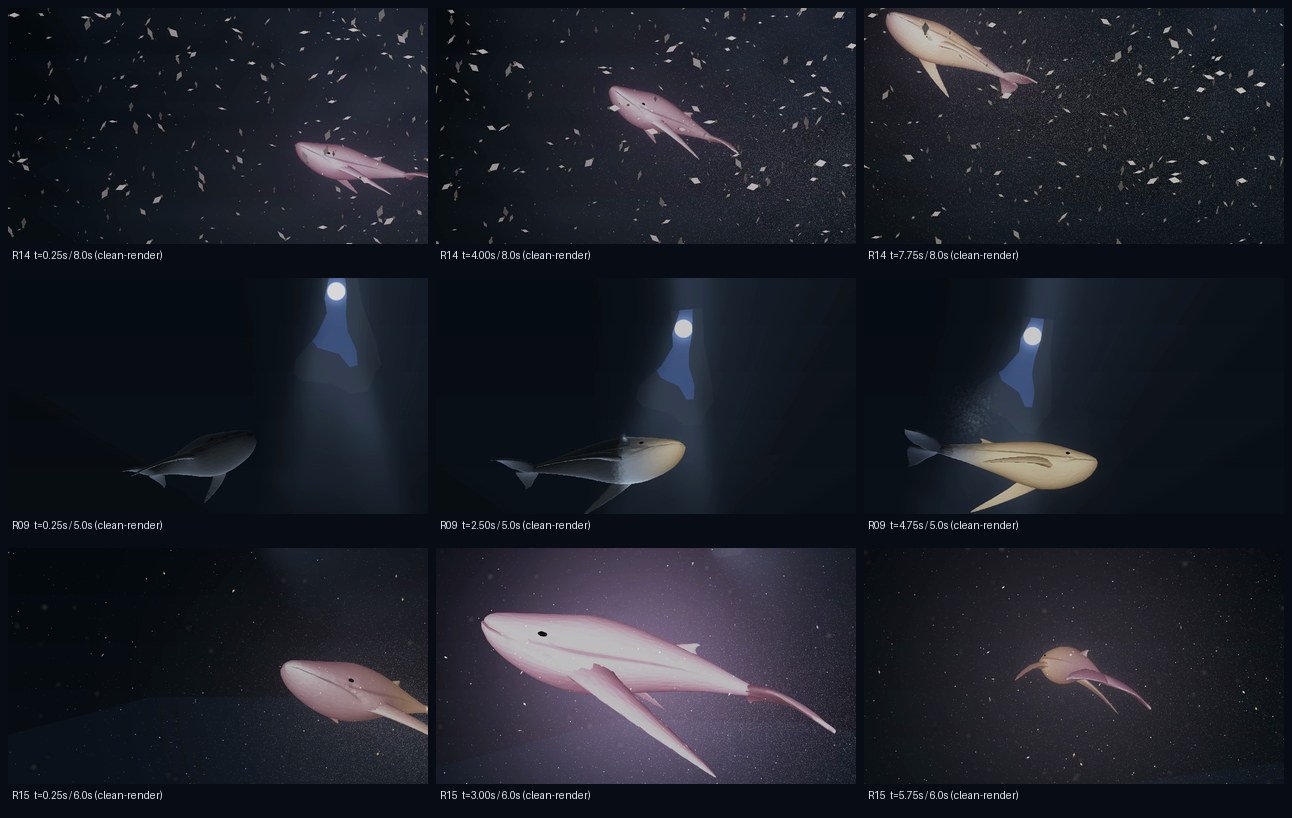 R14 t=0.25s/8.0s (clean-render)
R14 t=4.00s/8.0s (clean-render)
R14 t=7.75s/8.0s (clean-render)
R09 t=0.25s/5.0s (clean-render)
R09 t=2.50s/5.0s (clean-render)
R09 t=4.75s/5.0s (clean-render)
R15 t=0.25s/6.0s (clean-render)
R15 t=3.00s/6.0s (clean-render)
R15 t=5.75s/6.0s (clean-render)